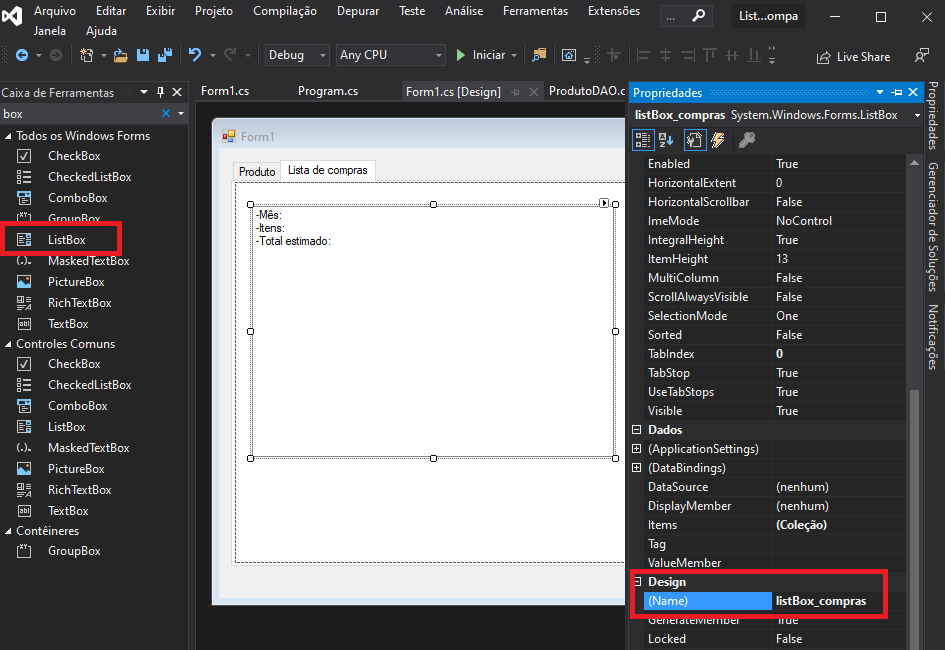 Arquivo Editar Exibir Projeto Compilação Depurar Teste Análise Ferramentas Extensões ... List...ompa
Janela Ajuda
Debug Any CPU Iniciar Live Share
Caixa de Ferramentas
box
Todos os Windows Forms
CheckBox
CheckedListBox
ComboBox
GroupBox
ListBox
MaskedTextBox
PictureBox
RichTextBox
TextBox
Controles Comuns
CheckBox
CheckedListBox
ComboBox
ListBox
MaskedTextBox
PictureBox
RichTextBox
TextBox
Contêineres
GroupBox
Form1.cs Program.cs Form1.cs [Design] ProdutoDAO.c
Form1
Produto Lista de compras
-Mês:
-Itens:
-Total estimado:
Propriedades
listBox_compras System.Windows.Forms.ListBox
Enabled True
HorizontalExtent 0
HorizontalScrollbar False
ImeMode NoControl
IntegralHeight True
ItemHeight 13
MultiColumn False
ScrollAlwaysVisible False
SelectionMode One
Sorted False
TabIndex 0
TabStop True
UseTabStops True
Visible True
Dados
(ApplicationSettings)
(DataBindings)
DataSource (nenhum)
DisplayMember (nenhum)
Items (Coleção)
Tag
ValueMember
Design
(Name) listBox_compras
GenerateMember True
Locked False
Propriedades
Gerenciador de Soluções
Notificações